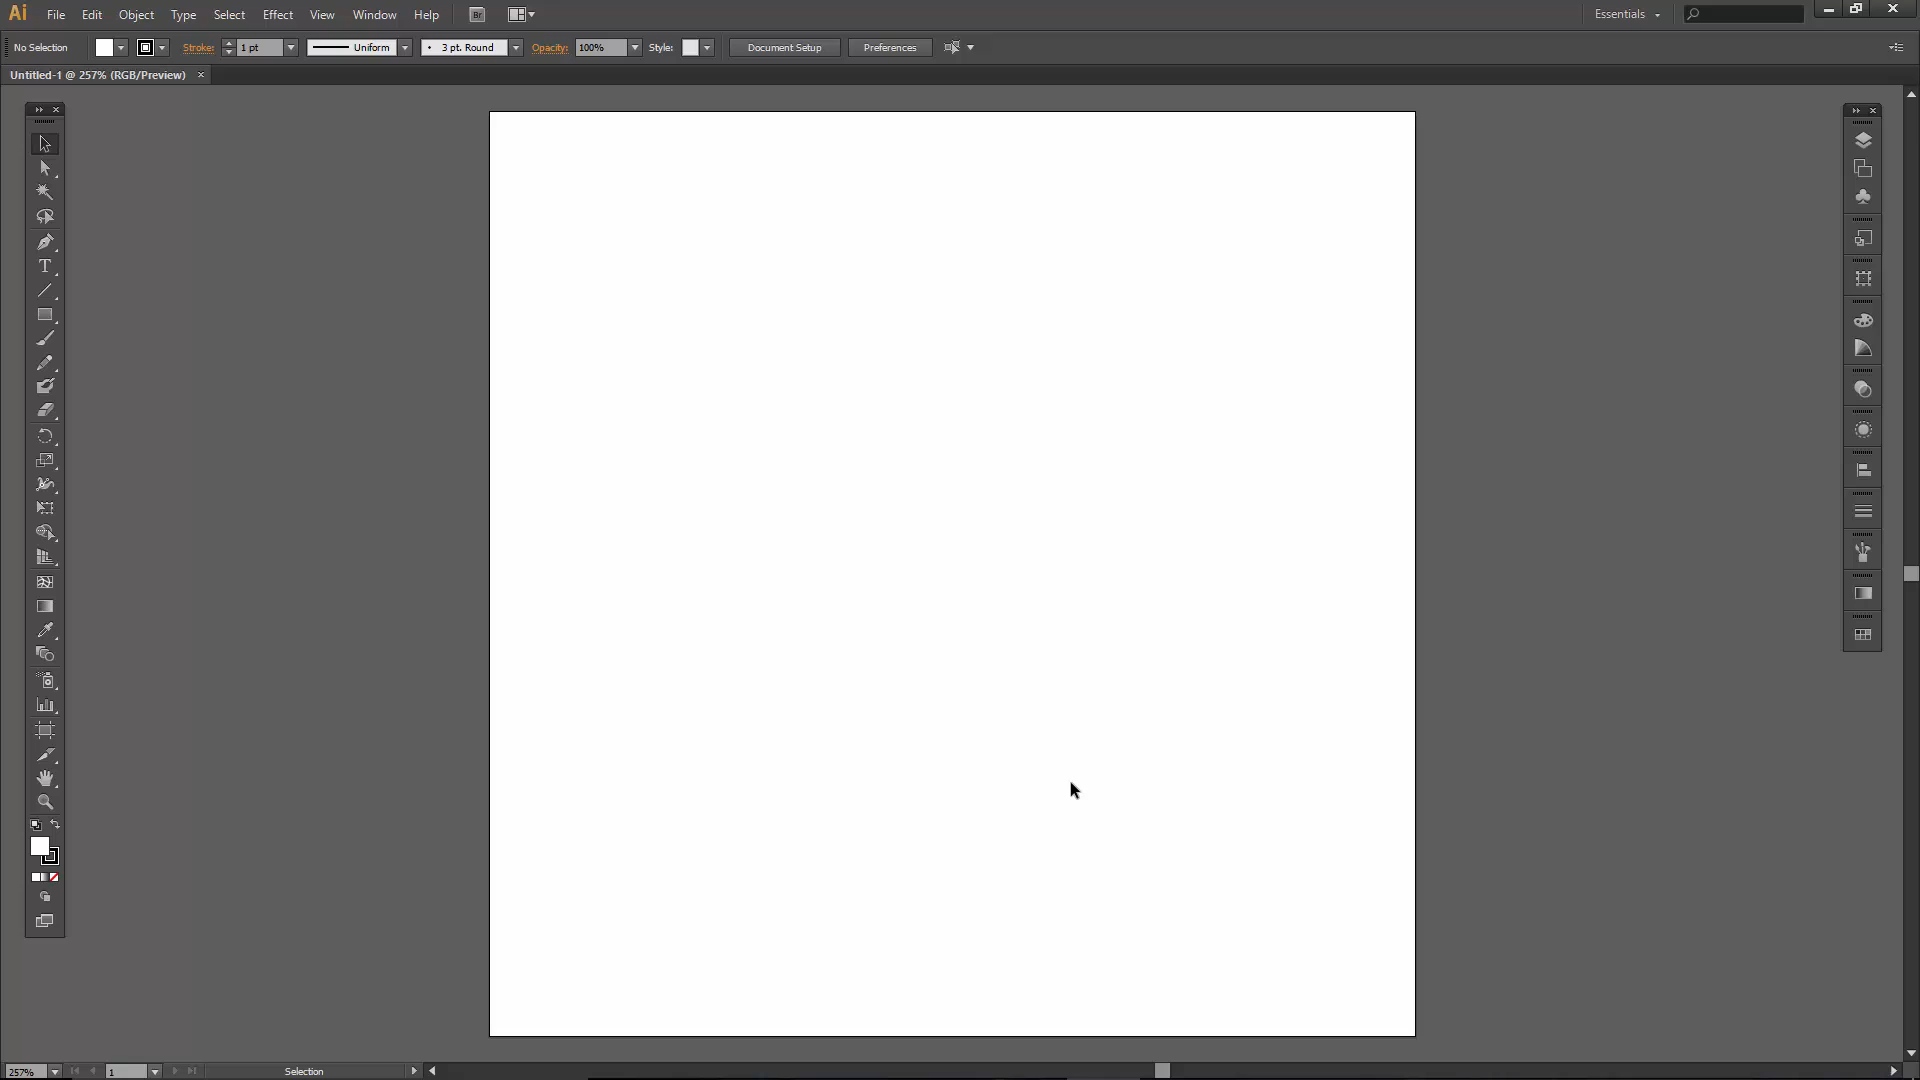 Ai File Edit Object Type Select Effect View Window Help Br Essentials
No Selection Stroke: 1 pt Uniform 3 pt. Round Opacity: 100% Style: Document Setup Preferences
Untitled-1 @ 257% (RGB/Preview)
T
257% 1 Selection